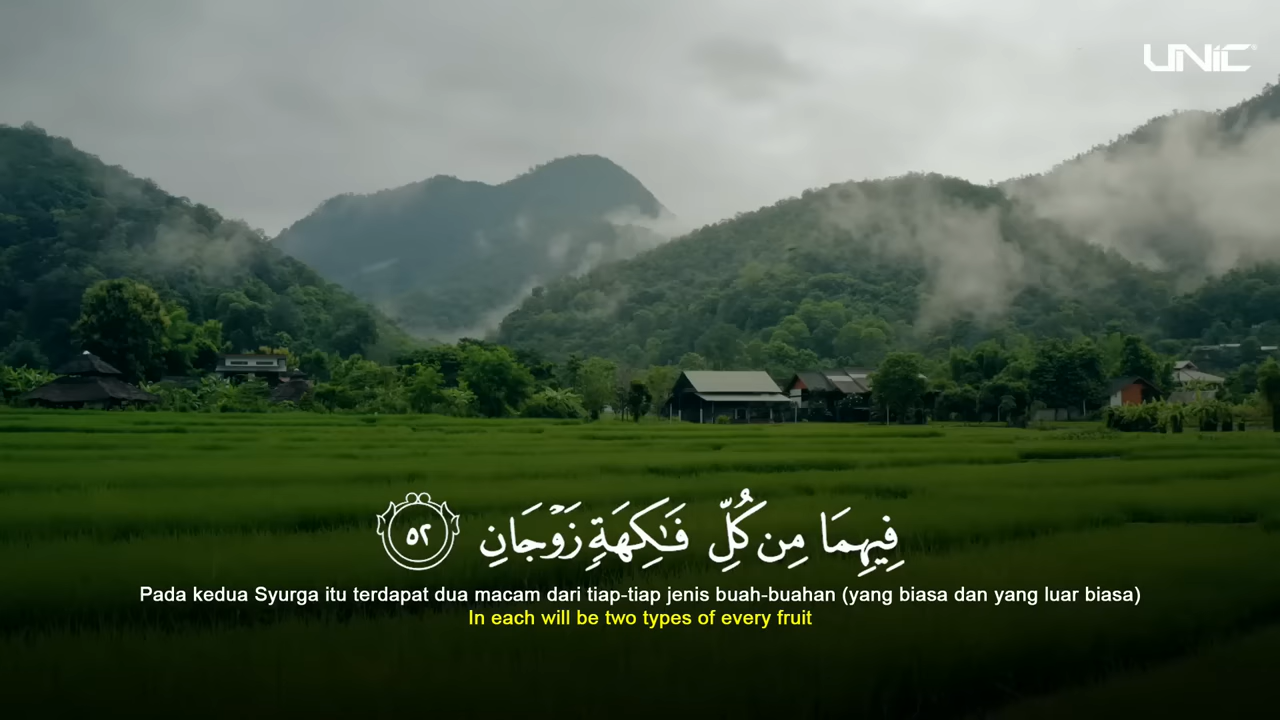 UNIC
فِيهِمَا مِن كُلِّ فَٰكِهَةٍ زَوْجَانِ ٥٢
Pada kedua Syurga itu terdapat dua macam dari tiap-tiap jenis buah-buahan (yang biasa dan yang luar biasa)
In each will be two types of every fruit